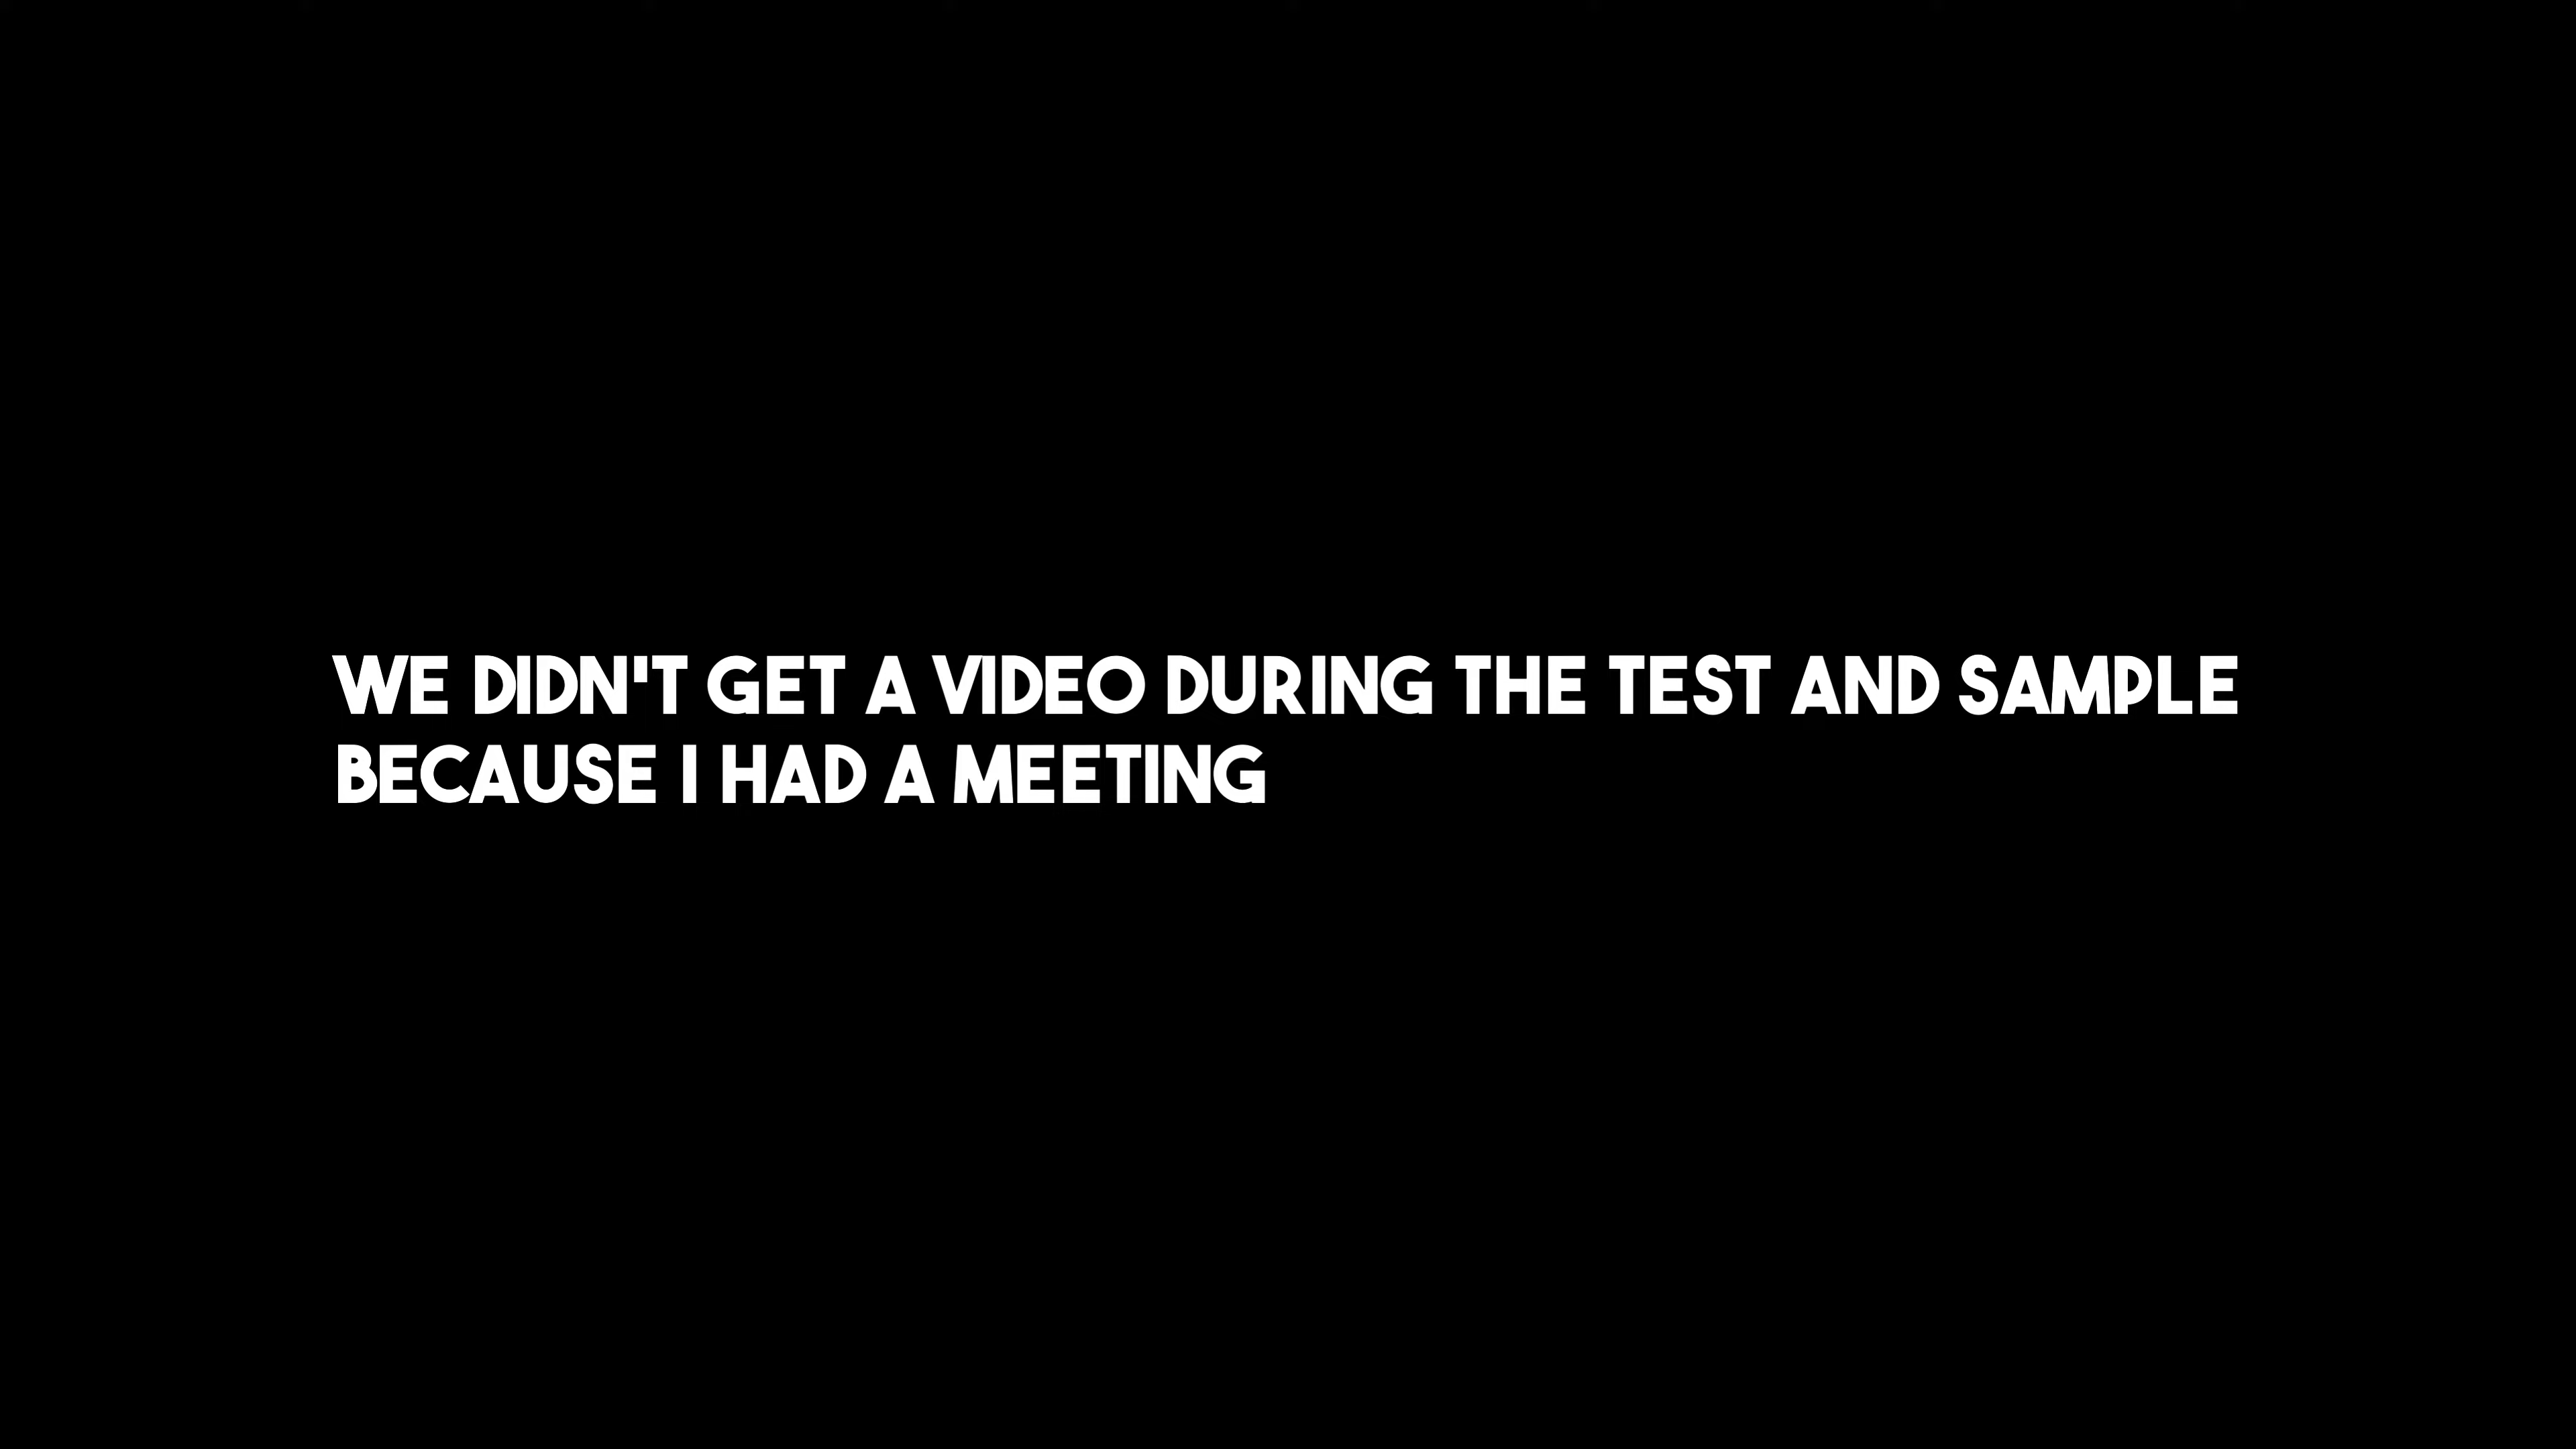 WE DIDN'T GET A VIDEO DURING THE TEST AND SAMPLE
BECAUSE I HAD A MEETING